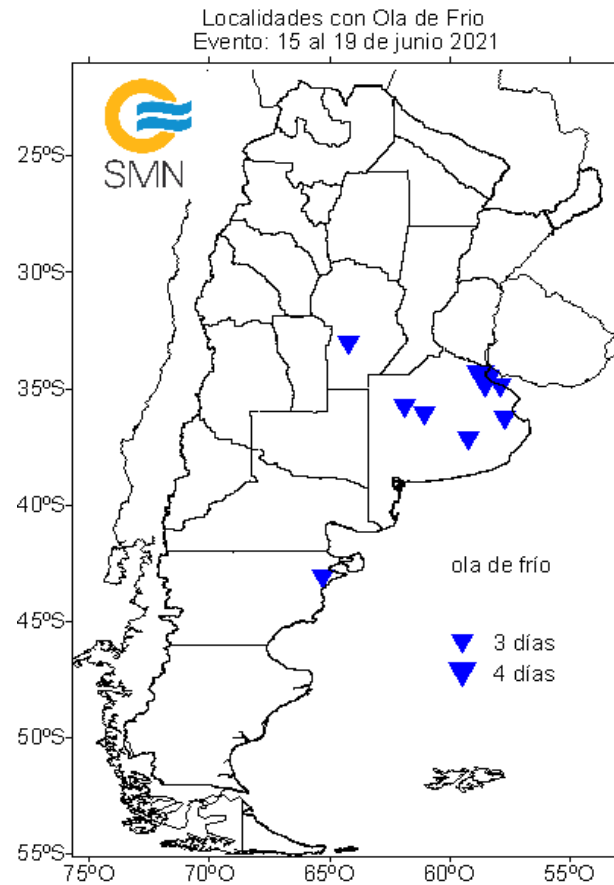 Localidades con Ola de Frio
Evento: 15 al 19 de junio 2021
SMN
25ºS
30ºS
35ºS
40ºS
45ºS
50ºS
55ºS
ola de frío
3 días
4 días
75ºO
70ºO
65ºO
60ºO
55ºO